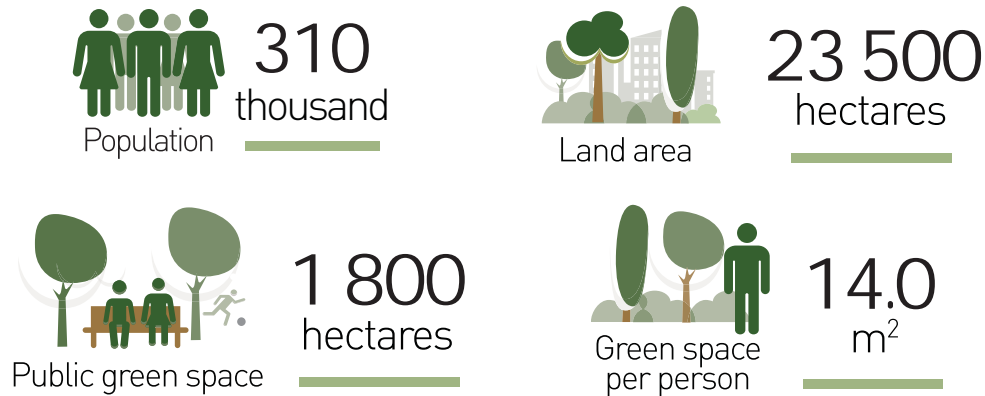 310
thousand
Population
23 500
hectares
Land area
1 800
hectares
Public green space
14.0
m²
Green space
per person